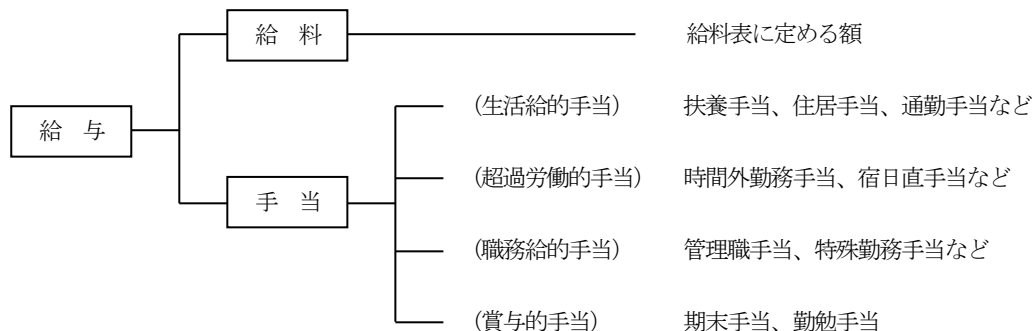 給 料 給料表に定める額
(生活給的手当) 扶養手当、住居手当、通勤手当など
給 与
(超過労働的手当) 時間外勤務手当、宿日直手当など
手 当
(職務給的手当) 管理職手当、特殊勤務手当など
(賞与的手当) 期末手当、勤勉手当